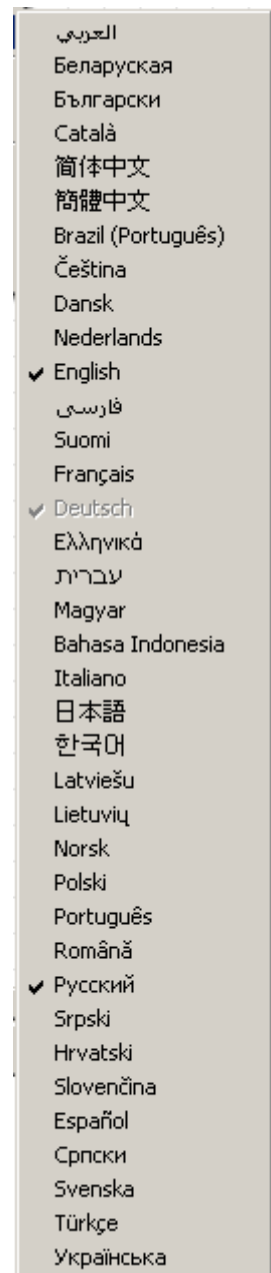 العربي
Беларуская
Български
Català
简体中文
簡體中文
Brazil (Português)
Čeština
Dansk
Nederlands
English
فارسی
Suomi
Français
Deutsch
Ελληνικά
עברית
Magyar
Bahasa Indonesia
Italiano
日本語
한국어
Latviešu
Lietuvių
Norsk
Polski
Português
Română
Русский
Srpski
Hrvatski
Slovenčina
Español
Српски
Svenska
Türkçe
Українська